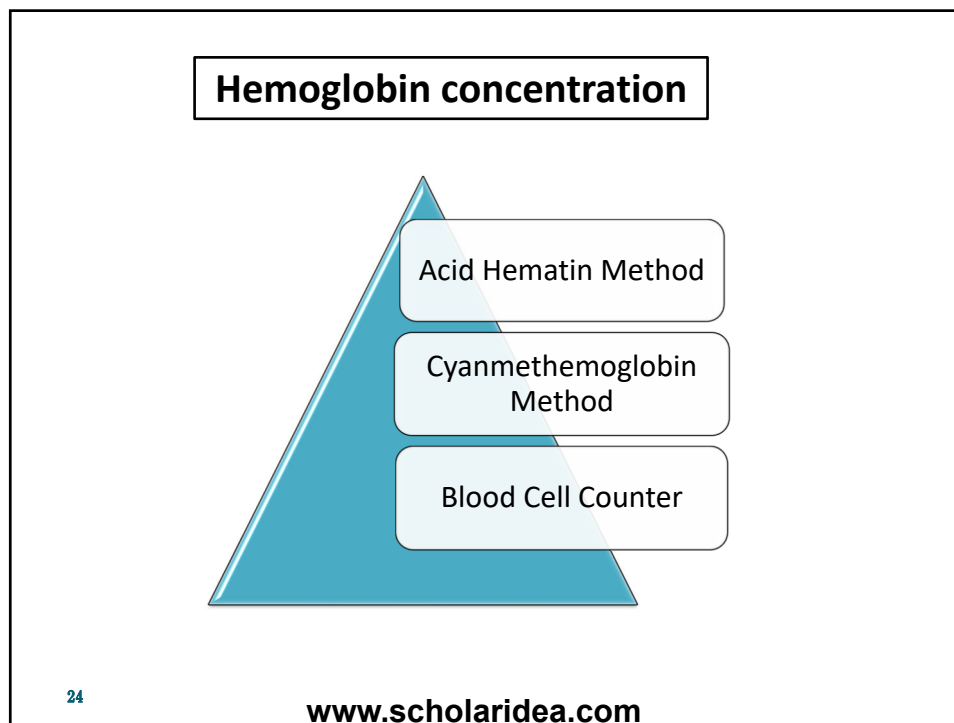 Hemoglobin concentration
Acid Hematin Method
Cyanmethemoglobin
Method
Blood Cell Counter
24
www.scholaridea.com